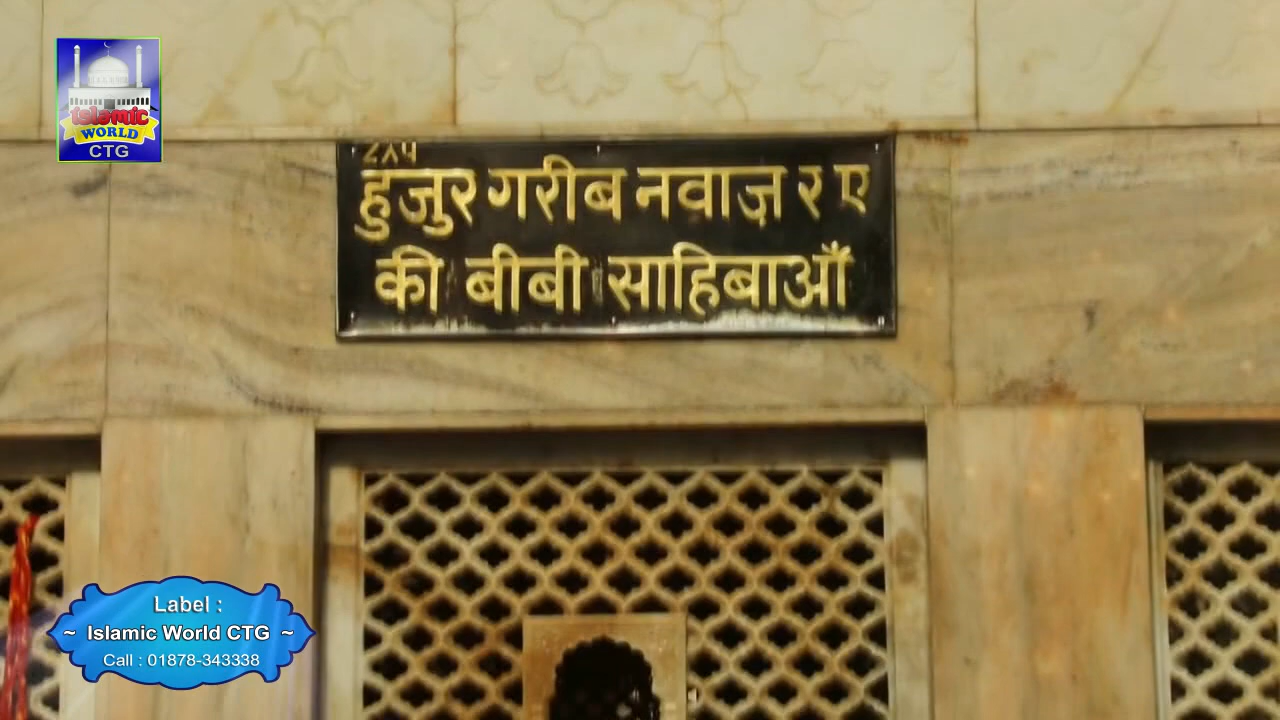 islamic
WORLD
CTG
हुजुर गरीब नवाज़ र ए
की बीबी साहिबाओँ
Label :
~ Islamic World CTG ~
Call : 01878-343338